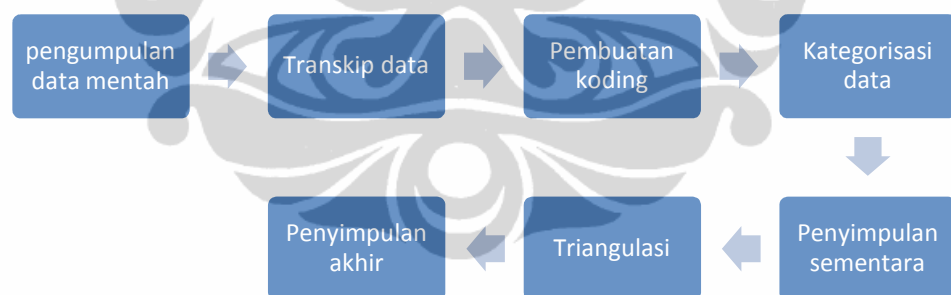 pengumpulan
data mentah
Transkip data
Pembuatan
koding
Kategorisasi
data
Penyimpulan
sementara
Triangulasi
Penyimpulan
akhir